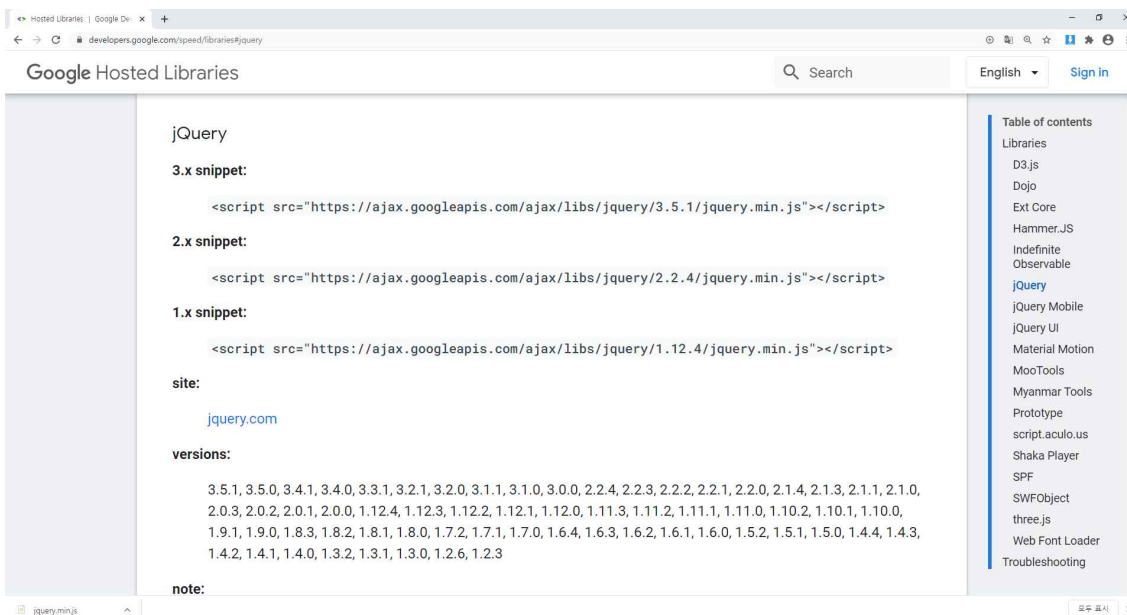 <> Hosted Libraries | Google De
developers.google.com/speed/libraries#jquery
Google Hosted Libraries
Search
English
Sign in
jQuery
3.x snippet:
<script src="https://ajax.googleapis.com/ajax/libs/jquery/3.5.1/jquery.min.js"></script>
2.x snippet:
<script src="https://ajax.googleapis.com/ajax/libs/jquery/2.2.4/jquery.min.js"></script>
1.x snippet:
<script src="https://ajax.googleapis.com/ajax/libs/jquery/1.12.4/jquery.min.js"></script>
site:
jquery.com
versions:
3.5.1, 3.5.0, 3.4.1, 3.4.0, 3.3.1, 3.2.1, 3.2.0, 3.1.1, 3.1.0, 3.0.0, 2.2.4, 2.2.3, 2.2.2, 2.2.1, 2.2.0, 2.1.4, 2.1.3, 2.1.1, 2.1.0,
2.0.3, 2.0.2, 2.0.1, 2.0.0, 1.12.4, 1.12.3, 1.12.2, 1.12.1, 1.12.0, 1.11.3, 1.11.2, 1.11.1, 1.11.0, 1.10.2, 1.10.1, 1.10.0,
1.9.1, 1.9.0, 1.8.3, 1.8.2, 1.8.1, 1.8.0, 1.7.2, 1.7.1, 1.7.0, 1.6.4, 1.6.3, 1.6.2, 1.6.1, 1.6.0, 1.5.2, 1.5.1, 1.5.0, 1.4.4, 1.4.3,
1.4.2, 1.4.1, 1.4.0, 1.3.2, 1.3.1, 1.3.0, 1.2.6, 1.2.3
note:
Table of contents
Libraries
D3.js
Dojo
Ext Core
Hammer.JS
Indefinite
Observable
jQuery
jQuery Mobile
jQuery UI
Material Motion
MooTools
Myanmar Tools
Prototype
script.aculo.us
Shaka Player
SPF
SWFObject
three.js
Web Font Loader
Troubleshooting
jquery.min.js
모두 표시